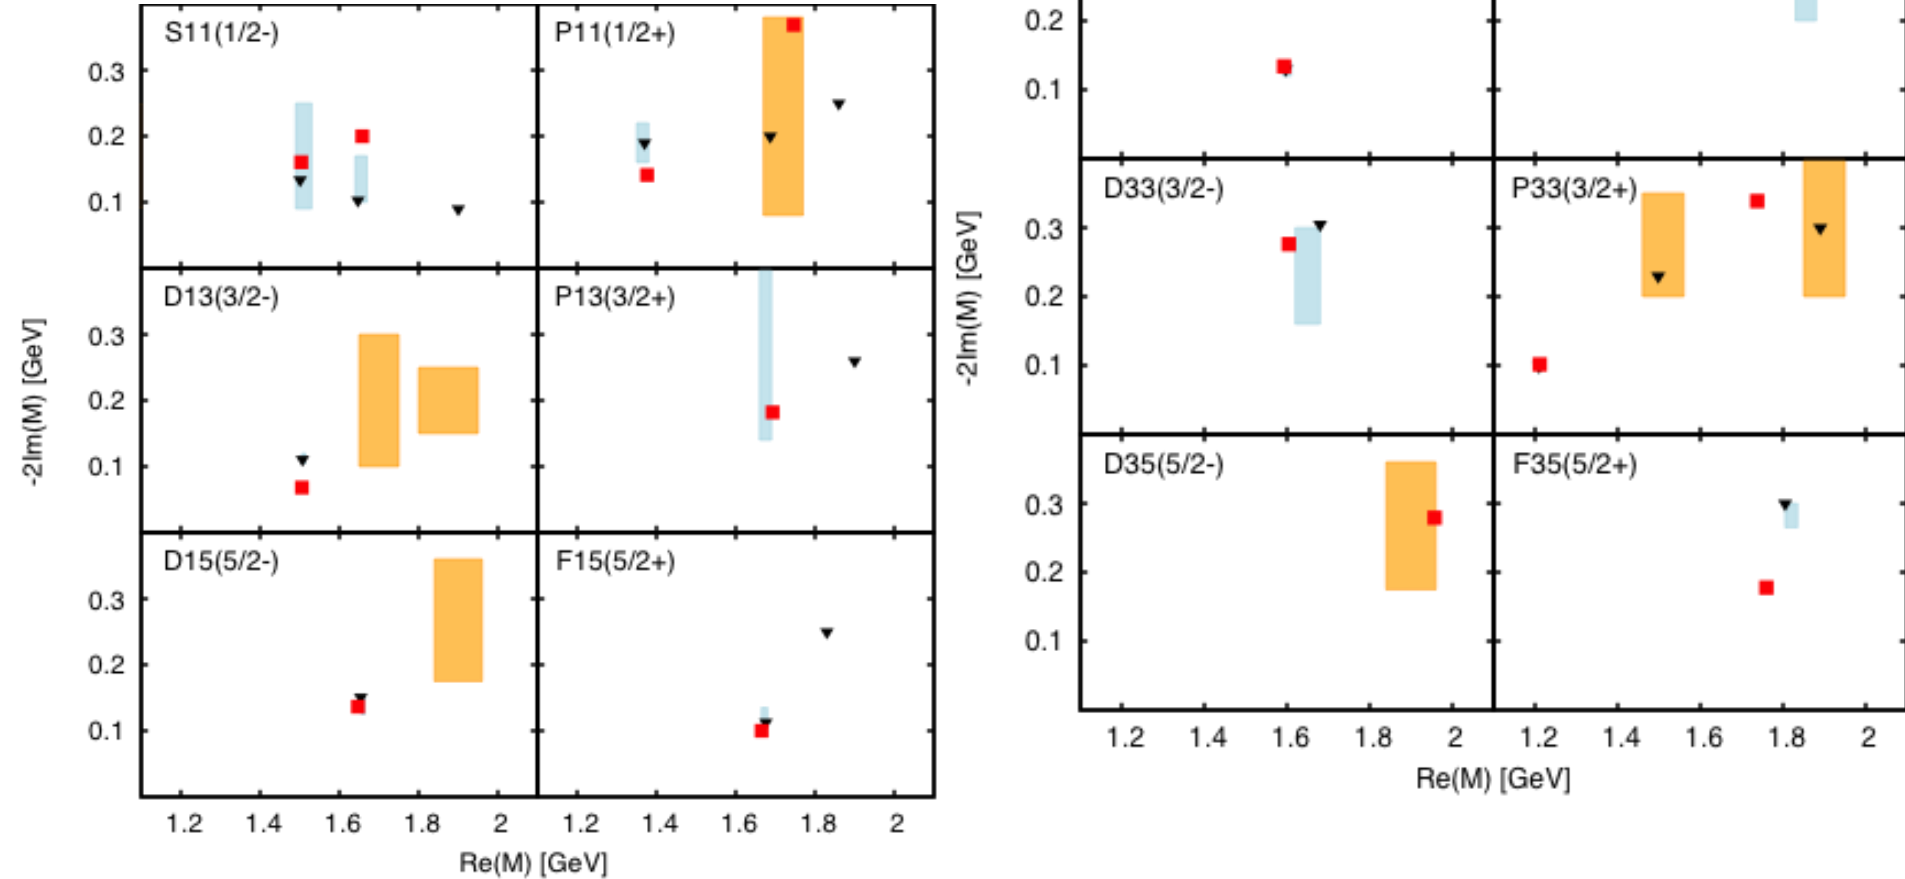 S11(1/2-)
P11(1/2+)
0.3
0.2
0.1
D13(3/2-)
P13(3/2+)
0.3
0.2
0.1
-2Im(M) [GeV]
D15(5/2-)
F15(5/2+)
0.3
0.2
0.1
1.2 1.4 1.6 1.8 2 1.2 1.4 1.6 1.8 2
Re(M) [GeV]
0.2
0.1
D33(3/2-)
P33(3/2+)
0.3
0.2
0.1
-2Im(M) [GeV]
D35(5/2-)
F35(5/2+)
0.3
0.2
0.1
1.2 1.4 1.6 1.8 2 1.2 1.4 1.6 1.8 2
Re(M) [GeV]